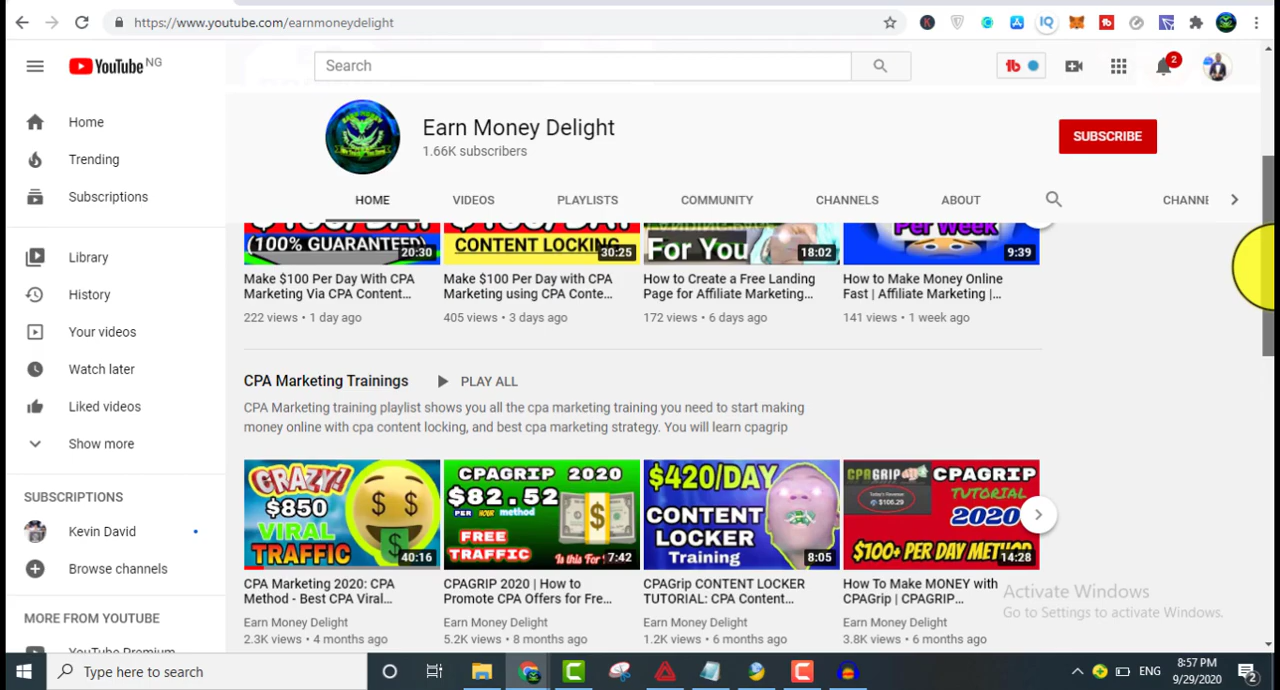 https://www.youtube.com/earnmoneydelight
YouTube NG
Search
2
Earn Money Delight
1.66K subscribers
SUBSCRIBE
HOME VIDEOS PLAYLISTS COMMUNITY CHANNELS ABOUT CHANNE
Home
Trending
Subscriptions
Library
History
Your videos
Watch later
Liked videos
Show more
SUBSCRIPTIONS
Kevin David
Browse channels
MORE FROM YOUTUBE
YouTube Premium
(100% GUARANTEED)
20:30
CONTENT LOCKING
30:25
For You
18:02
Per Week
9:39
Make $100 Per Day With CPA
Marketing Via CPA Content...
222 views • 1 day ago
Make $100 Per Day with CPA
Marketing using CPA Conte...
405 views • 3 days ago
How to Create a Free Landing
Page for Affiliate Marketing...
172 views • 6 days ago
How to Make Money Online
Fast | Affiliate Marketing |...
141 views • 1 week ago
CPA Marketing Trainings PLAY ALL
CPA Marketing training playlist shows you all the cpa marketing training you need to start making
money online with cpa content locking, and best cpa marketing strategy. You will learn cpagrip
CRAZY!
$850
VIRAL
TRAFFIC
40:16
CPAGRIP 2020
$82.52
PER HOUR method
FREE
TRAFFIC
Is this For
7:42
$420/DAY
CONTENT
LOCKER
Training
8:05
CPAGRIP
$106.29
CPAGRIP
TUTORIAL
2020
$100+ PER DAY METHOD
14:28
CPA Marketing 2020: CPA
Method - Best CPA Viral...
Earn Money Delight
2.3K views • 4 months ago
CPAGRIP 2020 | How to
Promote CPA Offers for Fre...
Earn Money Delight
5.2K views • 8 months ago
CPAGrip CONTENT LOCKER
TUTORIAL: CPA Content...
Earn Money Delight
1.2K views • 6 months ago
How To Make MONEY with
CPAGrip | CPAGRIP...
Earn Money Delight
3.8K views • 6 months ago
Activate Windows
Go to Settings to activate Windows.
Type here to search
ENG
8:57 PM
9/29/2020
2